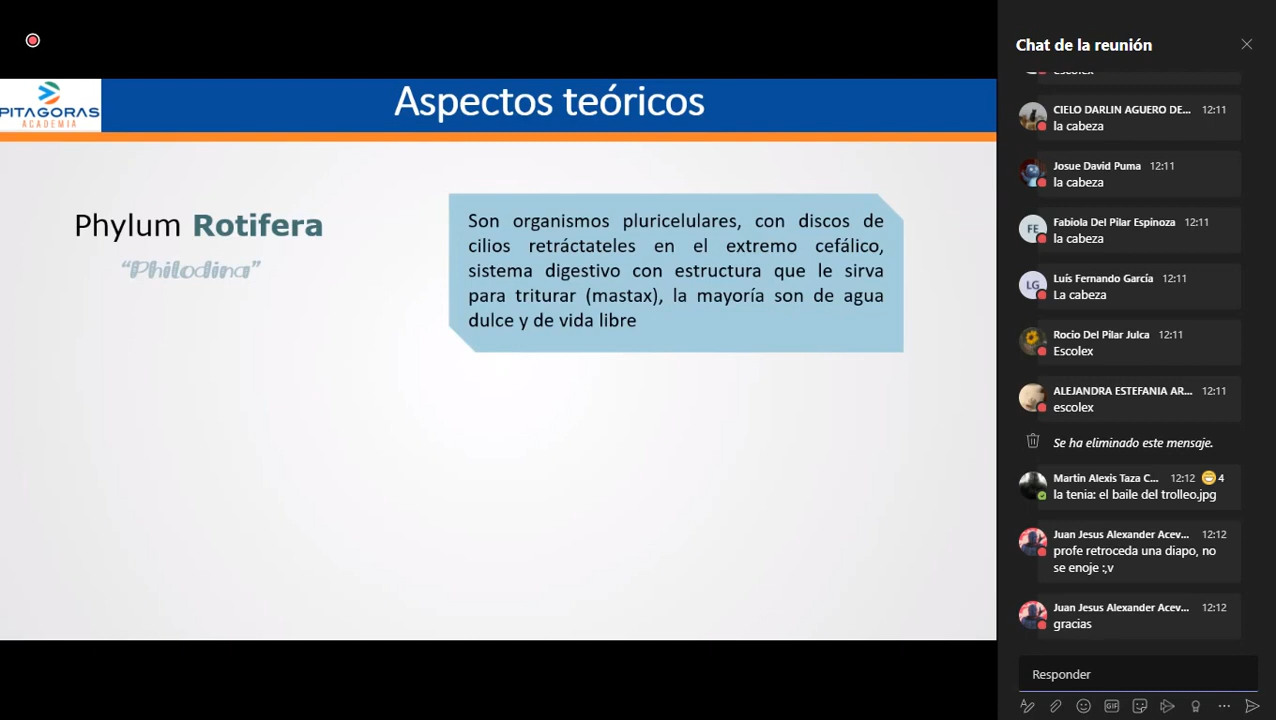 PITAGORAS
ACADEMIA
Aspectos teóricos
Phylum Rotifera
“Philodina”
Son organismos pluricelulares, con discos de
cilios retráctateles en el extremo cefálico,
sistema digestivo con estructura que le sirva
para triturar (mastax), la mayoría son de agua
dulce y de vida libre
Chat de la reunión
CIELO DARLIN AGUERO DE... 12:11
la cabeza
Josue David Puma 12:11
la cabeza
Fabiola Del Pilar Espinoza 12:11
FE
la cabeza
Luís Fernando García 12:11
LG
La cabeza
Rocio Del Pilar Julca 12:11
Escolex
ALEJANDRA ESTEFANIA AR... 12:11
escolex
Se ha eliminado este mensaje.
Martin Alexis Taza C... 12:12 4
la tenia: el baile del trolleo.jpg
Juan Jesus Alexander Acev... 12:12
profe retroceda una diapo, no
se enoje :,v
Juan Jesus Alexander Acev... 12:12
gracias
Responder
GIF